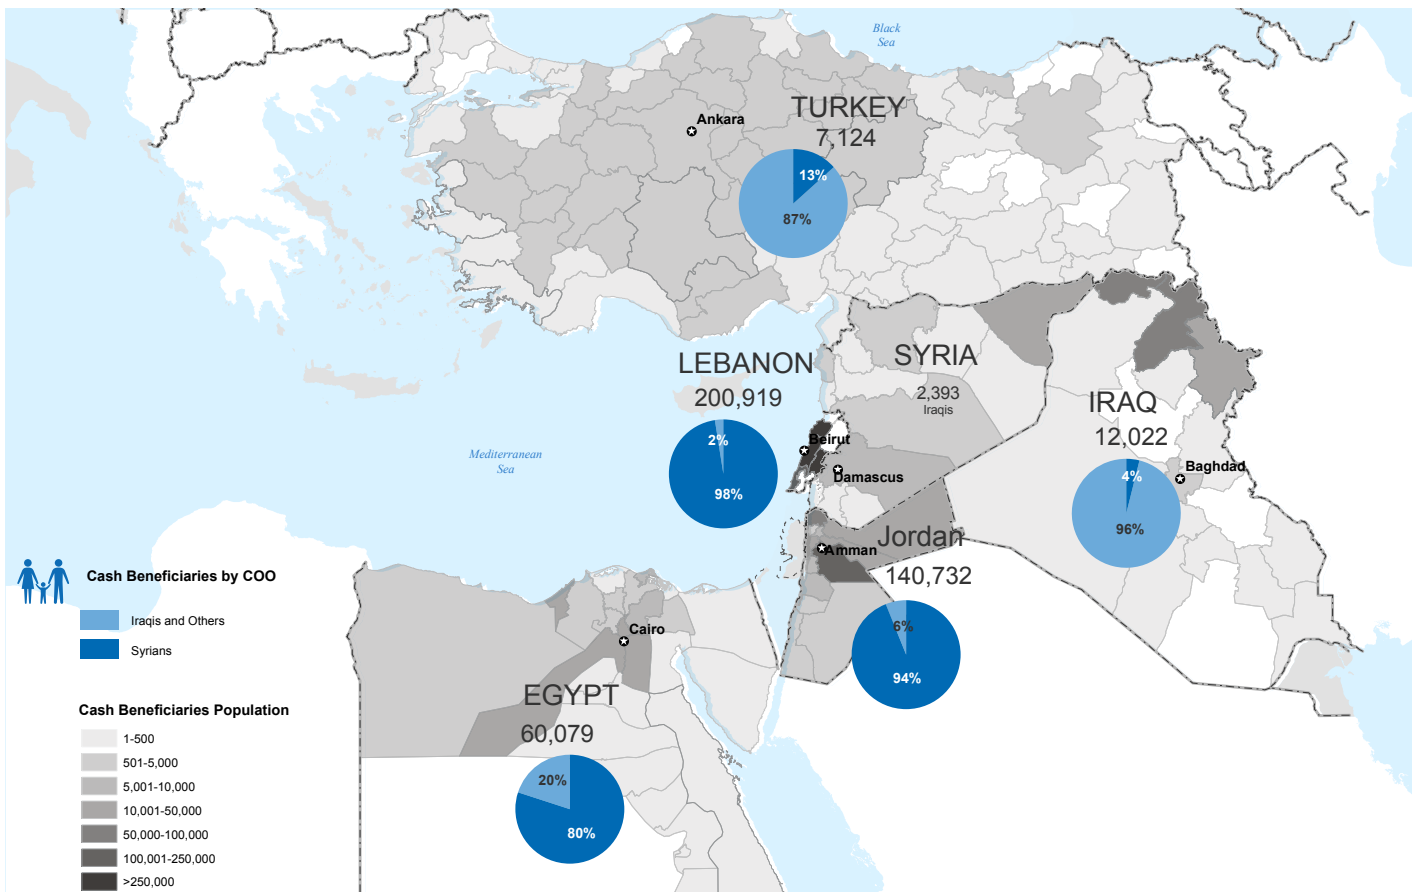 Black
Sea
TURKEY
7,124
Ankara
13%
87%
LEBANON
200,919
2%
98%
SYRIA
2,393
Iraqis
IRAQ
12,022
4%
96%
Baghdad
Beirut
Damascus
Mediterranean
Sea
Jordan
140,732
Amman
6%
94%
Cairo
EGYPT
60,079
20%
80%
Cash Beneficiaries by COO
Iraqis and Others
Syrians
Cash Beneficiaries Population
1-500
501-5,000
5,001-10,000
10,001-50,000
50,000-100,000
100,001-250,000
>250,000